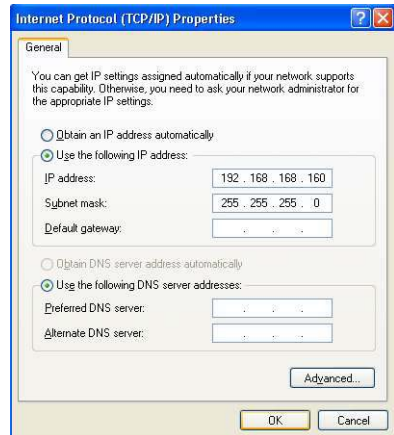 Internet Protocol (TCP/IP) Properties
General
You can get IP settings assigned automatically if your network supports
this capability. Otherwise, you need to ask your network administrator for
the appropriate IP settings.
Obtain an IP address automatically
Use the following IP address:
IP address: 192 . 168 . 168 . 160
Subnet mask: 255 . 255 . 255 . 0
Default gateway: . . .
Obtain DNS server address automatically
Use the following DNS server addresses:
Preferred DNS server: . . .
Alternate DNS server: . . .
Advanced...
OK Cancel